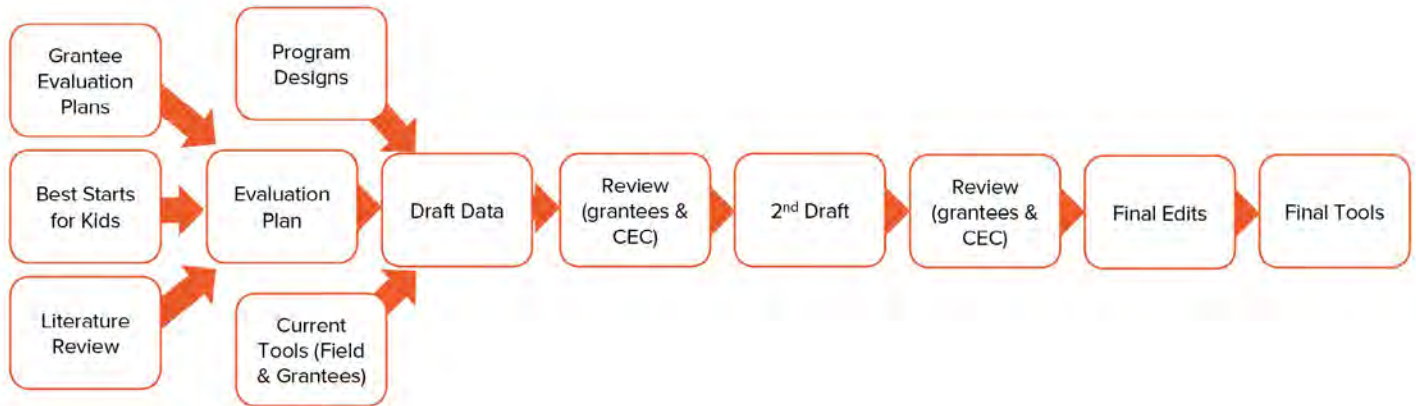 Grantee
Evaluation
Plans
Program
Designs
Best Starts
for Kids
Evaluation
Plan
Draft Data
Review
(grantees &
CEC)
2nd Draft
Review
(grantees &
CEC)
Final Edits
Final Tools
Literature
Review
Current
Tools (Field
& Grantees)